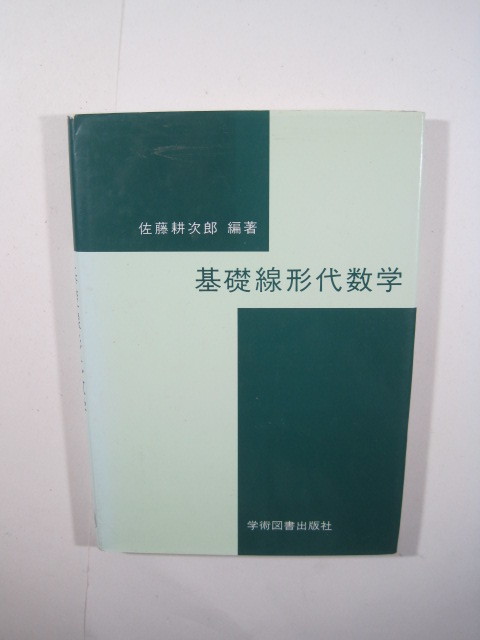 佐藤耕次郎 編著
基礎線形代数学
学術図書出版社